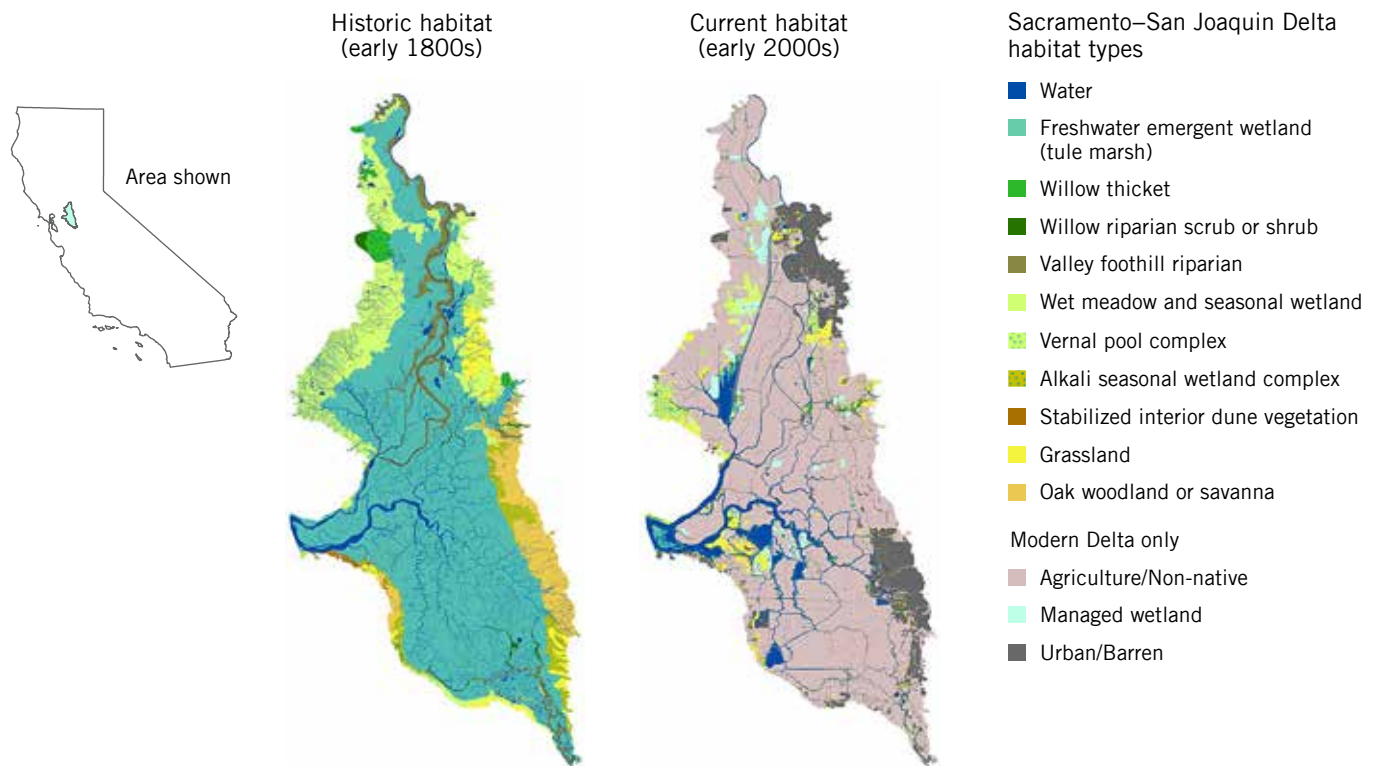 Historic habitat
(early 1800s)
Current habitat
(early 2000s)
Sacramento–San Joaquin Delta
habitat types
Area shown
Water
Freshwater emergent wetland
(tule marsh)
Willow thicket
Willow riparian scrub or shrub
Valley foothill riparian
Wet meadow and seasonal wetland
Vernal pool complex
Alkali seasonal wetland complex
Stabilized interior dune vegetation
Grassland
Oak woodland or savanna
Modern Delta only
Agriculture/Non-native
Managed wetland
Urban/Barren